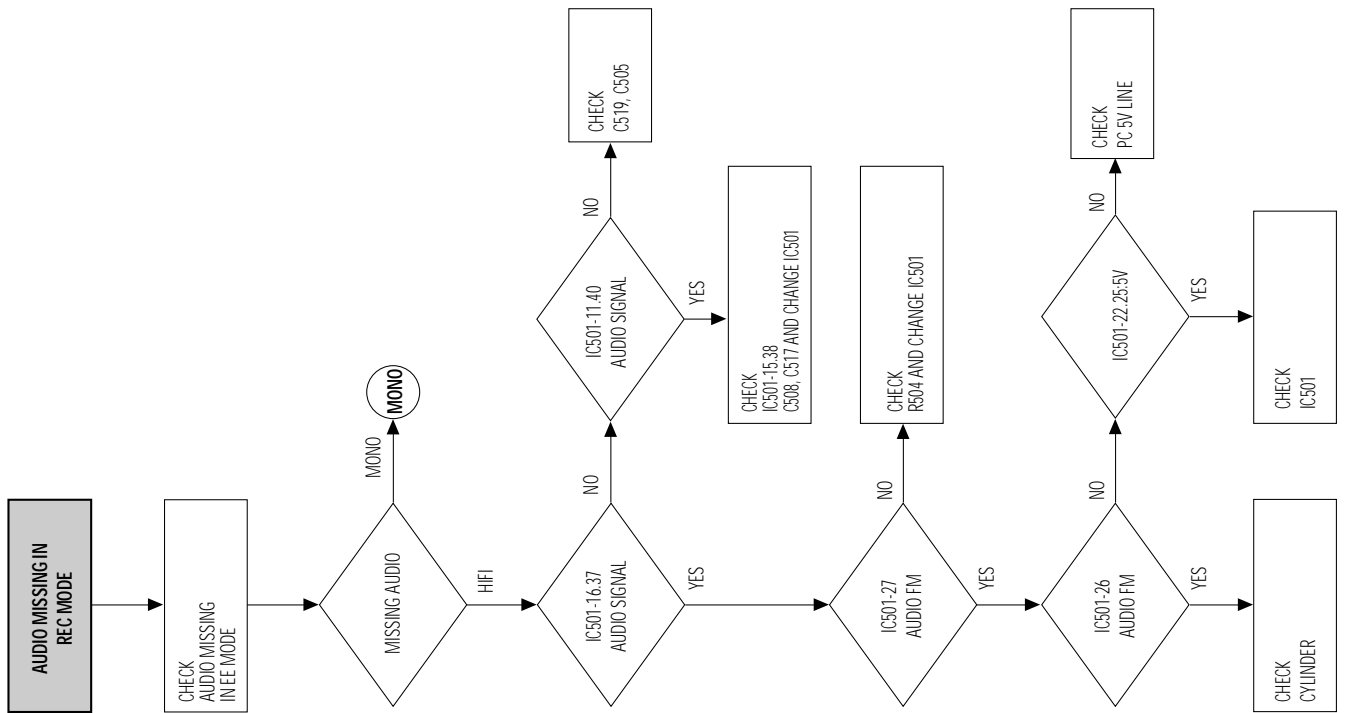 AUDIO MISSING IN
REC MODE
CHECK
AUDIO MISSING
IN EE MODE
MISSING AUDIO
MONO
MONO
HIFI
IC501-16.37
AUDIO SIGNAL
NO
IC501-11.40
AUDIO SIGNAL
NO
CHECK
C519, C505
YES
CHECK
IC501-15.38
C508, C517 AND CHANGE IC501
YES
IC501-27
AUDIO FM
NO
CHECK
R504 AND CHANGE IC501
YES
IC501-26
AUDIO FM
NO
IC501-22.25:5V
NO
CHECK
PC 5V LINE
YES
CHECK
IC501
YES
CHECK
CYLINDER